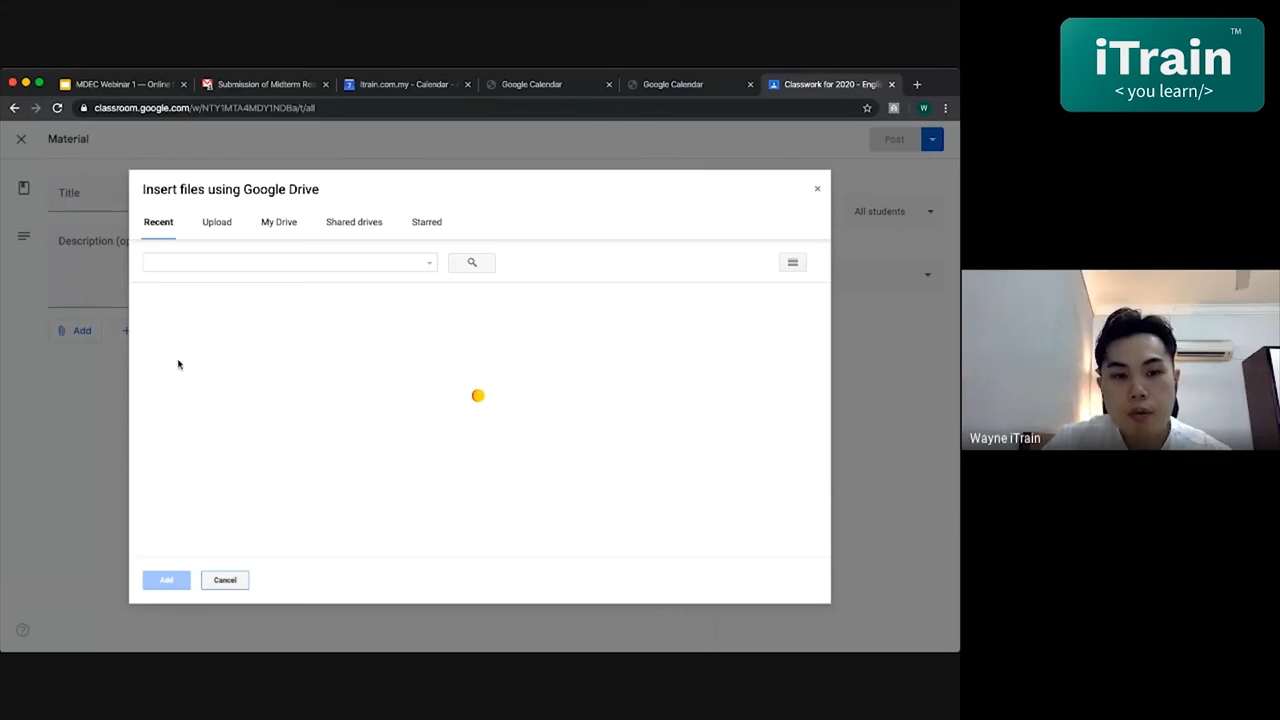 iTrain
TM
< you learn/>
MDEC Webinar 1 — Online
Submission of Midterm Re
itrain.com.my - Calendar -
Google Calendar
Google Calendar
Classwork for 2020 - Engli
classroom.google.com/w/NTY1MTA4MDY1NDBa/t/all
W
Material
Post
Title
Description (op
All students
Add
Insert files using Google Drive
Recent
Upload
My Drive
Shared drives
Starred
Add
Cancel
Wayne iTrain